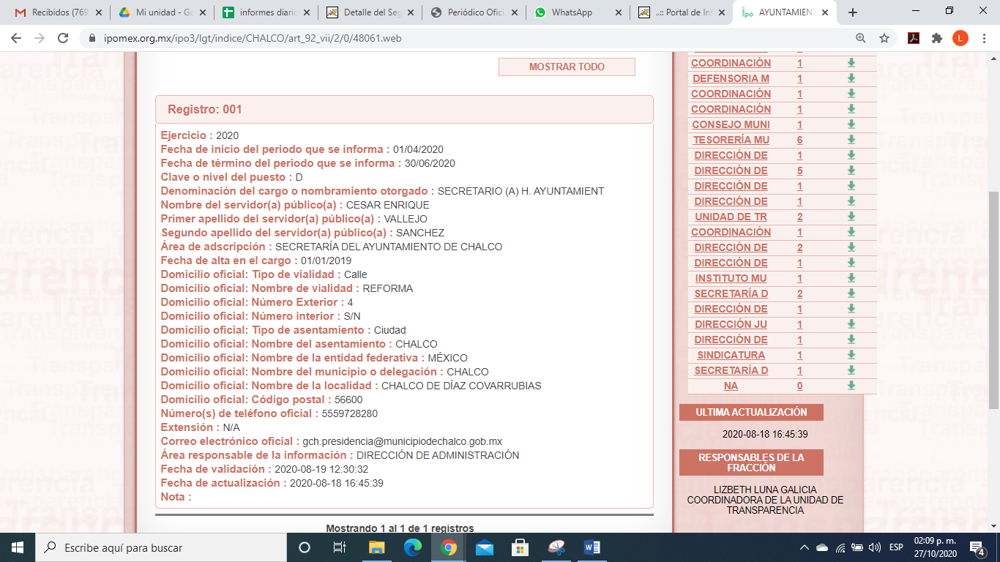 Recibidos (769
Mi unidad - Go
informes diario
Detalle del Seg
Periódico Ofici
WhatsApp
..:: Portal de Inf
ipo
AYUNTAMIENT
ipomex.org.mx/ipo3/lgt/indice/CHALCO/art_92_vii/2/0/48061.web
L
MOSTRAR TODO
Registro: 001
Ejercicio : 2020
Fecha de inicio del periodo que se informa : 01/04/2020
Fecha de término del periodo que se informa : 30/06/2020
Clave o nivel del puesto : D
Denominación del cargo o nombramiento otorgado : SECRETARIO (A) H. AYUNTAMIENT
Nombre del servidor(a) público(a) : CESAR ENRIQUE
Primer apellido del servidor(a) público(a) : VALLEJO
Segundo apellido del servidor(a) público(a) : SANCHEZ
Área de adscripción : SECRETARÍA DEL AYUNTAMIENTO DE CHALCO
Fecha de alta en el cargo : 01/01/2019
Domicilio oficial: Tipo de vialidad : Calle
Domicilio oficial: Nombre de vialidad : REFORMA
Domicilio oficial: Número Exterior : 4
Domicilio oficial: Número interior : S/N
Domicilio oficial: Tipo de asentamiento : Ciudad
Domicilio oficial: Nombre del asentamiento : CHALCO
Domicilio oficial: Nombre de la entidad federativa : MÉXICO
Domicilio oficial: Nombre del municipio o delegación : CHALCO
Domicilio oficial: Nombre de la localidad : CHALCO DE DÍAZ COVARRUBIAS
Domicilio oficial: Código postal : 56600
Número(s) de teléfono oficial : 5559728280
Extensión : N/A
Correo electrónico oficial : gch.presidencia@municipiodechalco.gob.mx
Área responsable de la información : DIRECCIÓN DE ADMINISTRACIÓN
Fecha de validación : 2020-08-19 12:30:32
Fecha de actualización : 2020-08-18 16:45:39
Nota :
Mostrando 1 al 1 de 1 registros
COORDINACIÓN 1
DEFENSORIA M 1
COORDINACIÓN 1
COORDINACIÓN 1
CONSEJO MUNI 1
TESORERÍA MU 6
DIRECCIÓN DE 1
DIRECCIÓN DE 5
DIRECCIÓN DE 1
DIRECCIÓN DE 1
UNIDAD DE TR 2
COORDINACIÓN 1
DIRECCIÓN DE 2
DIRECCIÓN DE 1
INSTITUTO MU 1
SECRETARÍA D 2
DIRECCIÓN DE 1
DIRECCIÓN JU 1
DIRECCIÓN DE 1
SINDICATURA 1
SECRETARÍA D 1
NA 0
ULTIMA ACTUALIZACIÓN
2020-08-18 16:45:39
RESPONSABLES DE LA
FRACCIÓN
LIZBETH LUNA GALICIA
COORDINADORA DE LA UNIDAD DE
TRANSPARENCIA
Escribe aquí para buscar
ESP
02:09 p. m.
27/10/2020
4